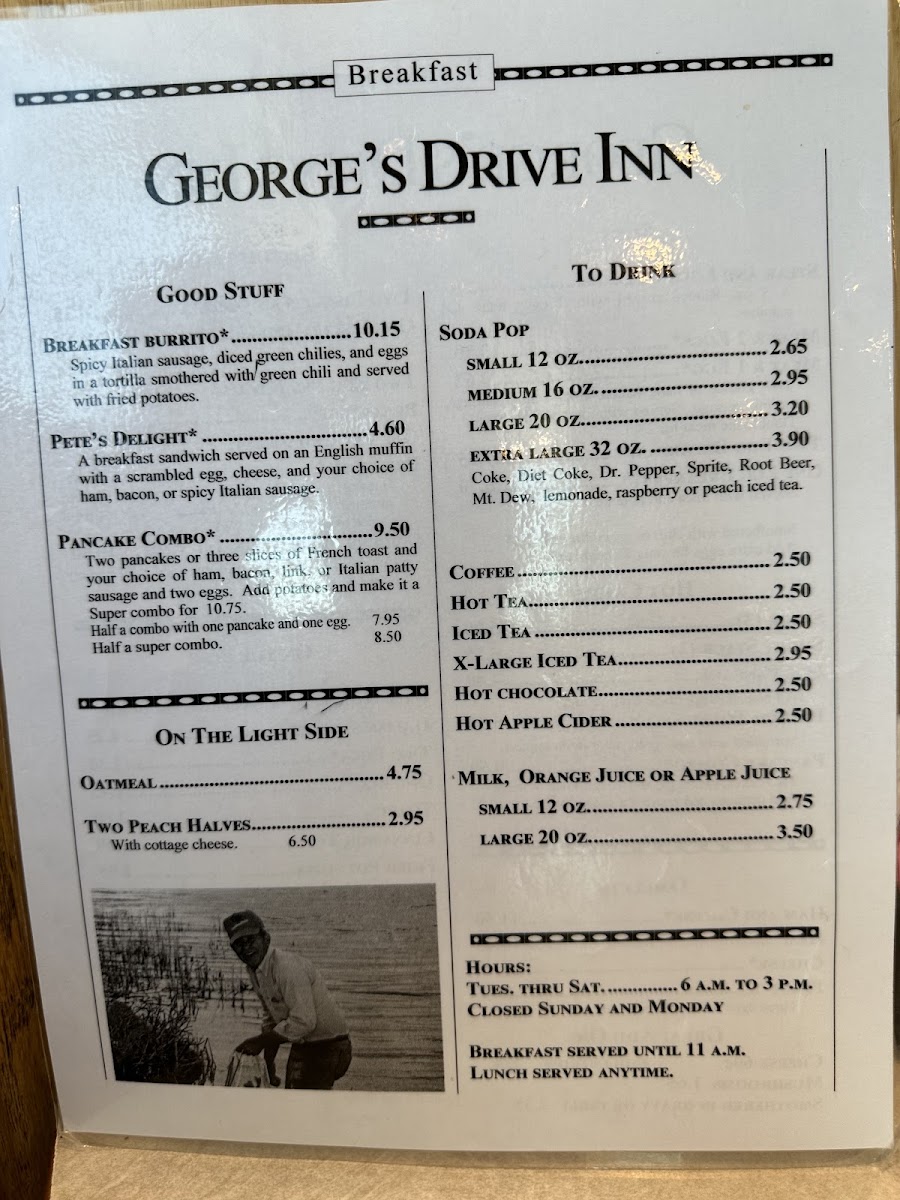 Breakfast
GEORGE'S DRIVE INN
GOOD STUFF
BREAKFAST BURRITO*.....................10.15
Spicy Italian sausage, diced green chilies, and eggs
in a tortilla smothered with green chili and served
with fried potatoes.
PETE'S DELIGHT* .............................4.60
A breakfast sandwich served on an English muffin
with a scrambled egg, cheese, and your choice of
ham, bacon, or spicy Italian sausage.
PANCAKE COMBO* ...........................9.50
Two pancakes or three slices of French toast and
your choice of ham, bacon, link, or Italian patty
sausage and two eggs. Add potatoes and make it a
Super combo for 10.75.
Half a combo with one pancake and one egg. 7.95
Half a super combo. 8.50
ON THE LIGHT SIDE
OATMEAL........................................4.75
TWO PEACH HALVES........................2.95
With cottage cheese. 6.50
TO DRINK
SODA POP
SMALL 12 OZ.................................2.65
MEDIUM 16 OZ..............................2.95
LARGE 20 OZ.................................3.20
EXTRA LARGE 32 OZ. .....................3.90
Coke, Diet Coke, Dr. Pepper, Sprite, Root Beer,
Mt. Dew, lemonade, raspberry or peach iced tea.
COFFEE.............................................2.50
HOT TEA...........................................2.50
ICED TEA..........................................2.50
X-LARGE ICED TEA...........................2.95
HOT CHOCOLATE..............................2.50
HOT APPLE CIDER............................2.50
MILK, ORANGE JUICE OR APPLE JUICE
SMALL 12 OZ.................................2.75
LARGE 20 OZ.................................3.50
HOURS:
TUES. THRU SAT...............6 A.M. TO 3 P.M.
CLOSED SUNDAY AND MONDAY
BREAKFAST SERVED UNTIL 11 A.M.
LUNCH SERVED ANYTIME.